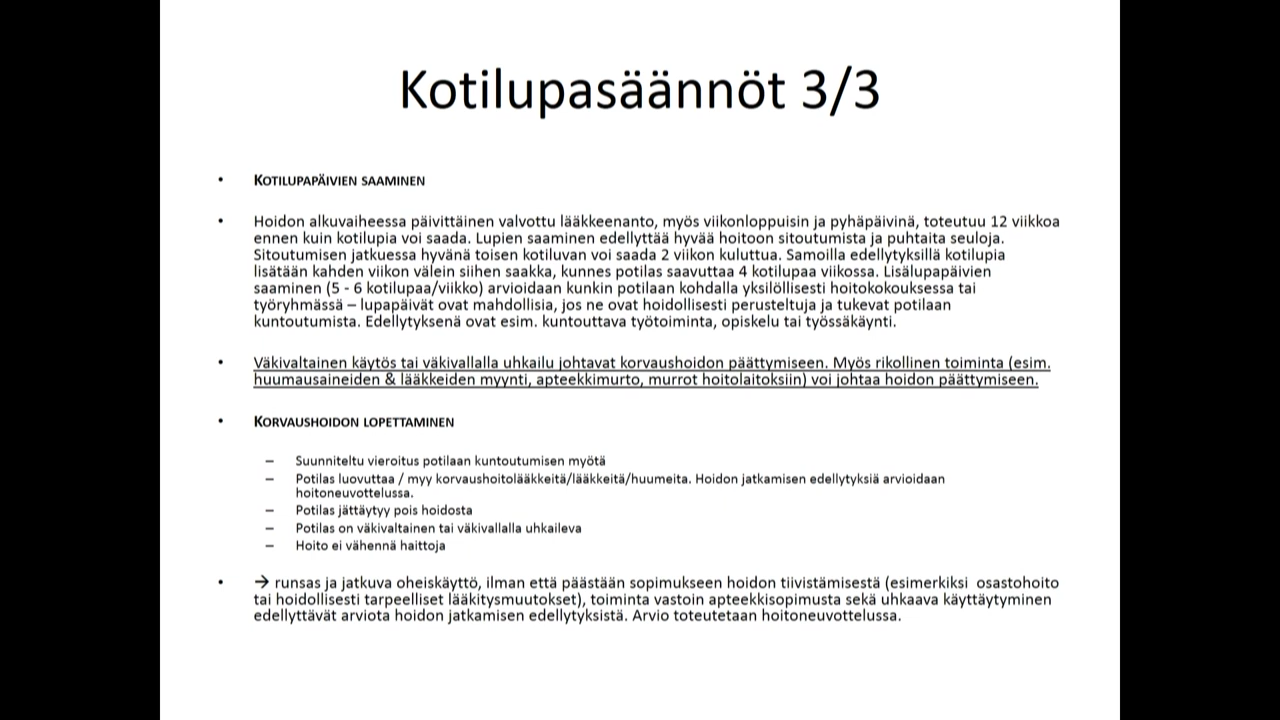 Kotilupasäännöt 3/3
• KOTILUPAPÄIVIEN SAAMINEN
• Hoidon alkuvaiheessa päivittäinen valvottu lääkkeenanto, myös viikonloppuisin ja pyhäpäivinä, toteutuu 12 viikkoa
ennen kuin kotilupia voi saada. Lupien saaminen edellyttää hyvää hoitoon sitoutumista ja puhtaita seuloja.
Sitoutumisen jatkuessa hyvänä toisen kotiluvan voi saada 2 viikon kuluttua. Samoilla edellytyksillä kotilupia
lisätään kahden viikon välein siihen saakka, kunnes potilas saavuttaa 4 kotilupaa viikossa. Lisälupapäivien
saaminen (5 - 6 kotilupaa/viikko) arvioidaan kunkin potilaan kohdalla yksilöllisesti hoitokokouksessa tai
työryhmässä – lupapäivät ovat mahdollisia, jos ne ovat hoidollisesti perusteltuja ja tukevat potilaan
kuntoutumista. Edellytyksenä ovat esim. kuntouttava työtoiminta, opiskelu tai työssäkäynti.
• Väkivaltainen käytös tai väkivallalla uhkailu johtavat korvaushoidon päättymiseen. Myös rikollinen toiminta (esim.
huumausaineiden & lääkkeiden myynti, apteekkimurto, murrot hoitolaitoksiin) voi johtaa hoidon päättymiseen.
• KORVAUSHOIDON LOPETTAMINEN
– Suunniteltu vieroitus potilaan kuntoutumisen myötä
– Potilas luovuttaa / myy korvaushoitolääkkeitä/lääkkeitä/huumeita. Hoidon jatkamisen edellytyksiä arvioidaan
hoitoneuvottelussa.
– Potilas jättäytyy pois hoidosta
– Potilas on väkivaltainen tai väkivallalla uhkaileva
– Hoito ei vähennä haittoja
• → runsas ja jatkuva oheiskäyttö, ilman että päästään sopimukseen hoidon tiivistämisestä (esimerkiksi osastohoito
tai hoidollisesti tarpeelliset lääkitysmuutokset), toiminta vastoin apteekkisopimusta sekä uhkaava käyttäytyminen
edellyttävät arviota hoidon jatkamisen edellytyksistä. Arvio toteutetaan hoitoneuvottelussa.